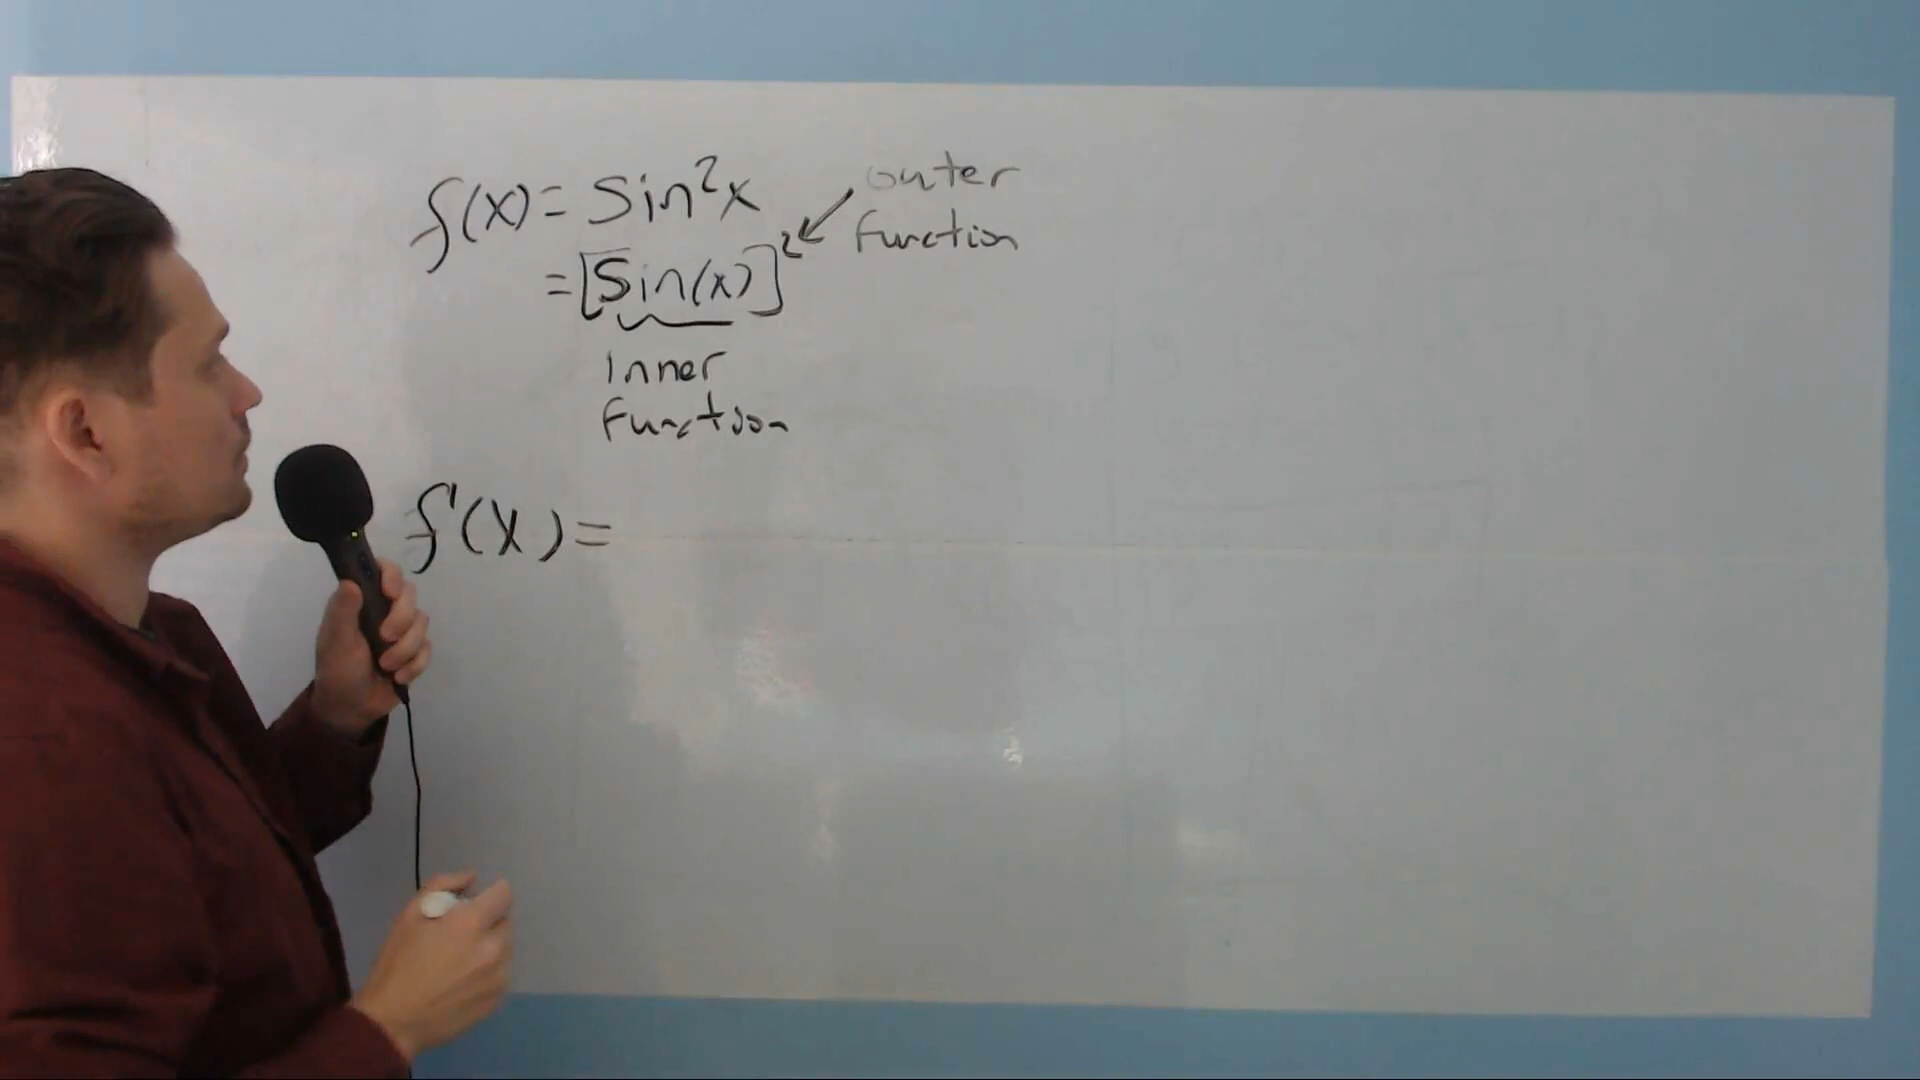 f(x) = Sin²x
= [Sin(x)]²
outer
function
inner
function
f'(x) =